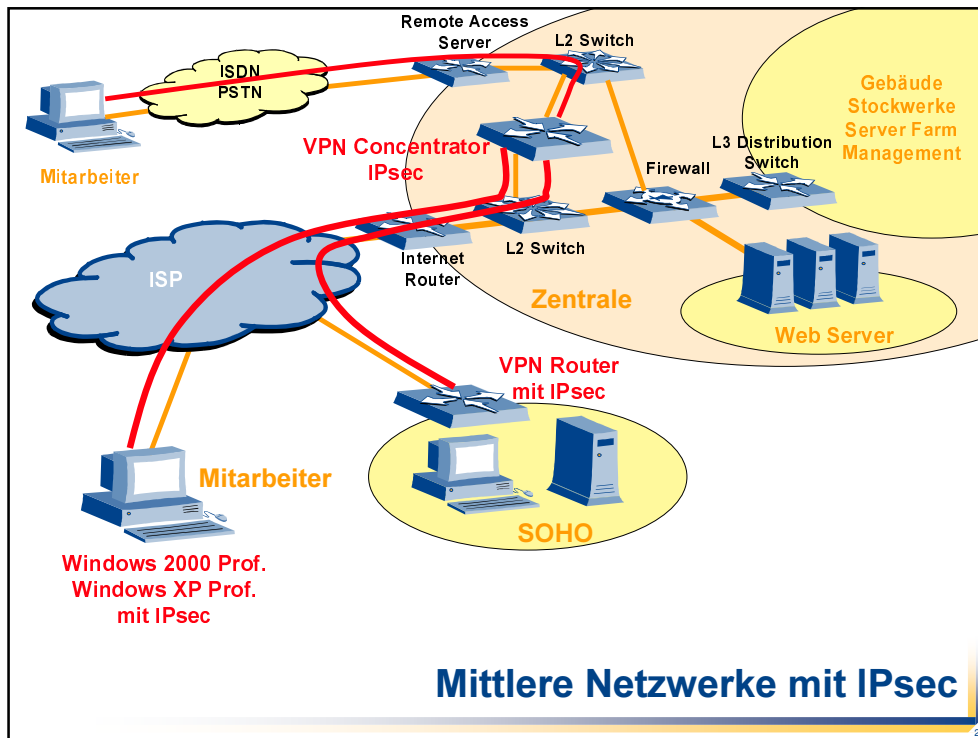 Remote Access
Server
L2 Switch
ISDN
PSTN
Gebäude
Stockwerke
Server Farm
Management
VPN Concentrator
IPsec
L3 Distribution
Switch
Firewall
Mitarbeiter
L2 Switch
Internet
Router
ISP
Zentrale
Web Server
VPN Router
mit IPsec
Mitarbeiter
SOHO
Windows 2000 Prof.
Windows XP Prof.
mit IPsec
Mittlere Netzwerke mit IPsec